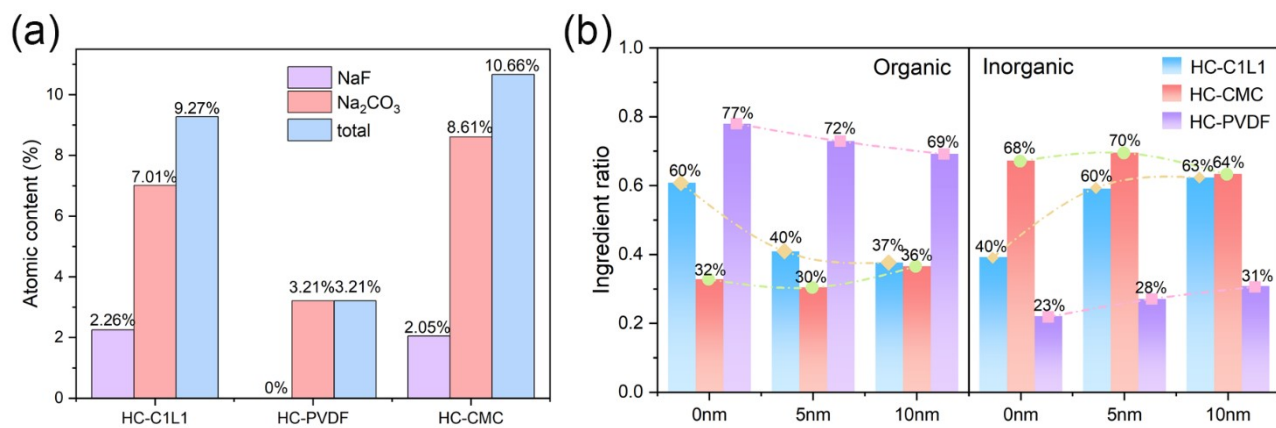 (a)
Atomic content (%)
10
8
6
4
2
0
NaF
Na₂CO₃
total
2.26%
7.01%
9.27%
0%
3.21%
3.21%
2.05%
8.61%
10.66%
HC-C1L1
HC-PVDF
HC-CMC
(b)
Ingredient ratio
1.0
0.8
0.6
0.4
0.2
0.0
Organic
60%
32%
77%
40%
30%
72%
37%
36%
69%
0nm
5nm
10nm
Inorganic
HC-C1L1
HC-CMC
HC-PVDF
40%
68%
23%
60%
70%
28%
63%
64%
31%
0nm
5nm
10nm